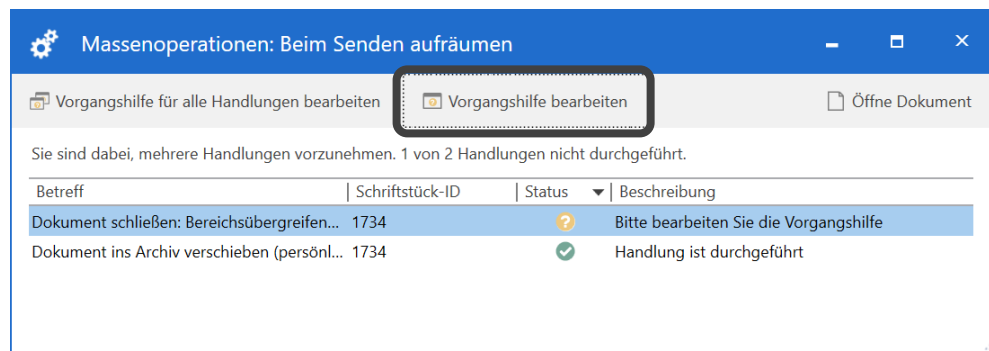 Massenoperationen: Beim Senden aufräumen
Vorgangshilfe für alle Handlungen bearbeiten Vorgangshilfe bearbeiten Öffne Dokument
Sie sind dabei, mehrere Handlungen vorzunehmen. 1 von 2 Handlungen nicht durchgeführt.
Betreff Schriftstück-ID Status Beschreibung
Dokument schließen: Bereichsübergreifen... 1734 Bitte bearbeiten Sie die Vorgangshilfe
Dokument ins Archiv verschieben (persönl... 1734 Handlung ist durchgeführt